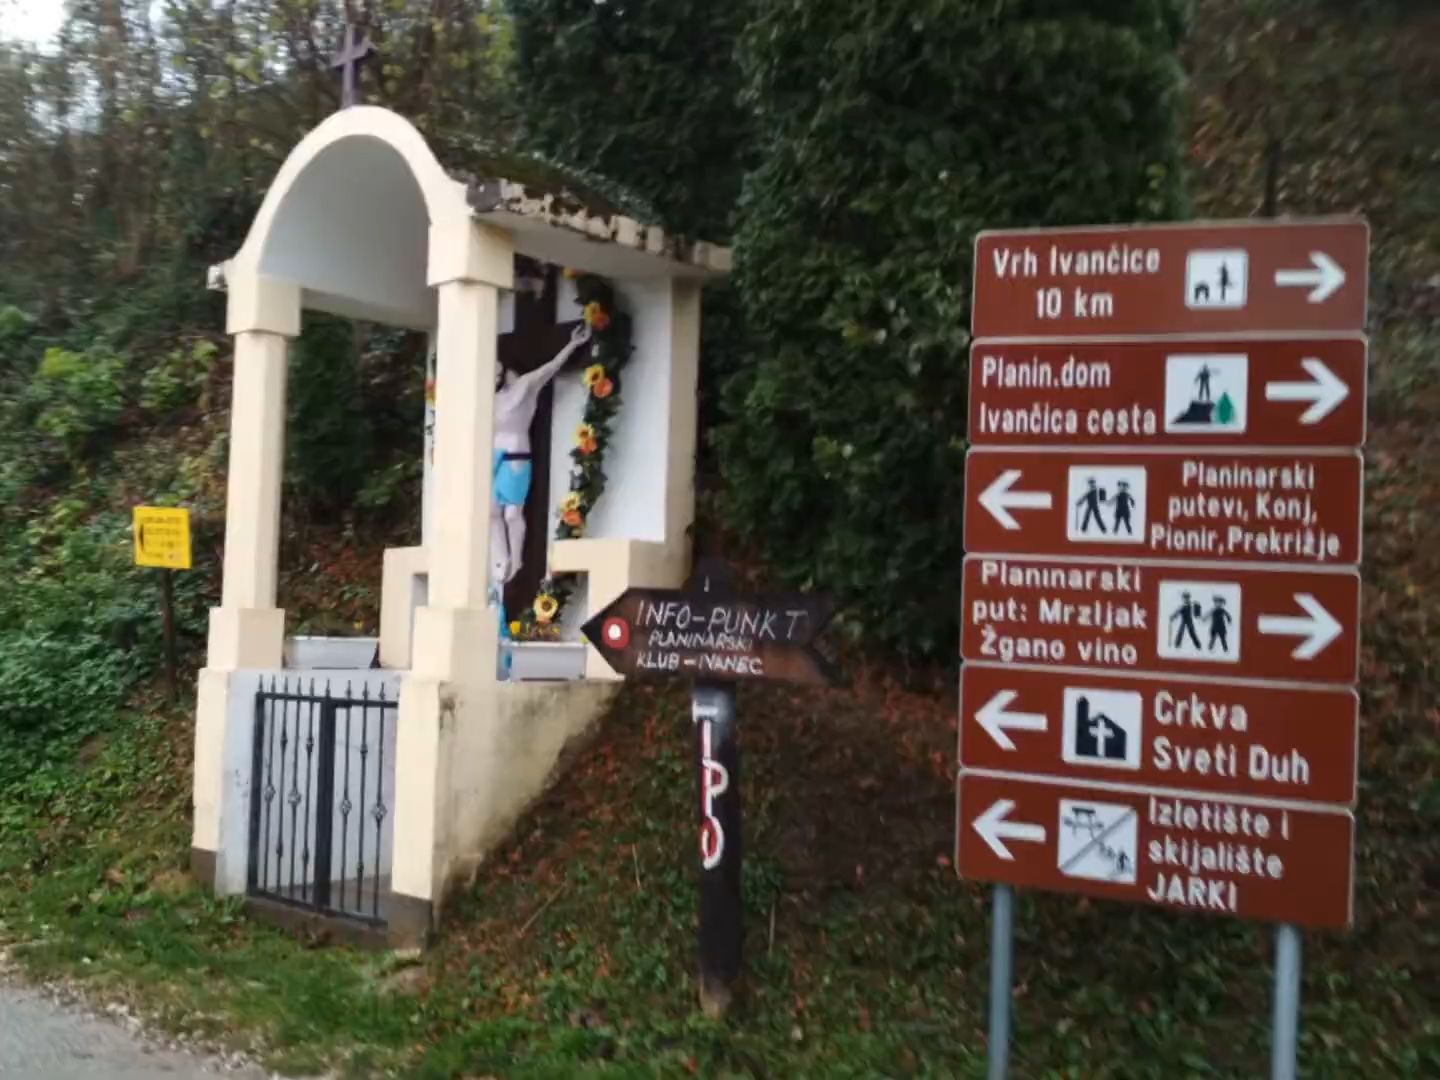 INFO-PUNKT
PLANINARSKI
KLUB-IVANEC
Vrh Ivančice
10 km
Planin.dom
Ivančica cesta
Planinarski
putevi, Konj,
Pionir, Prekrižje
Planinarski
put: Mrzljak
Žgano vino
Crkva
Sveti Duh
Izletište i
skijalište
JARKI